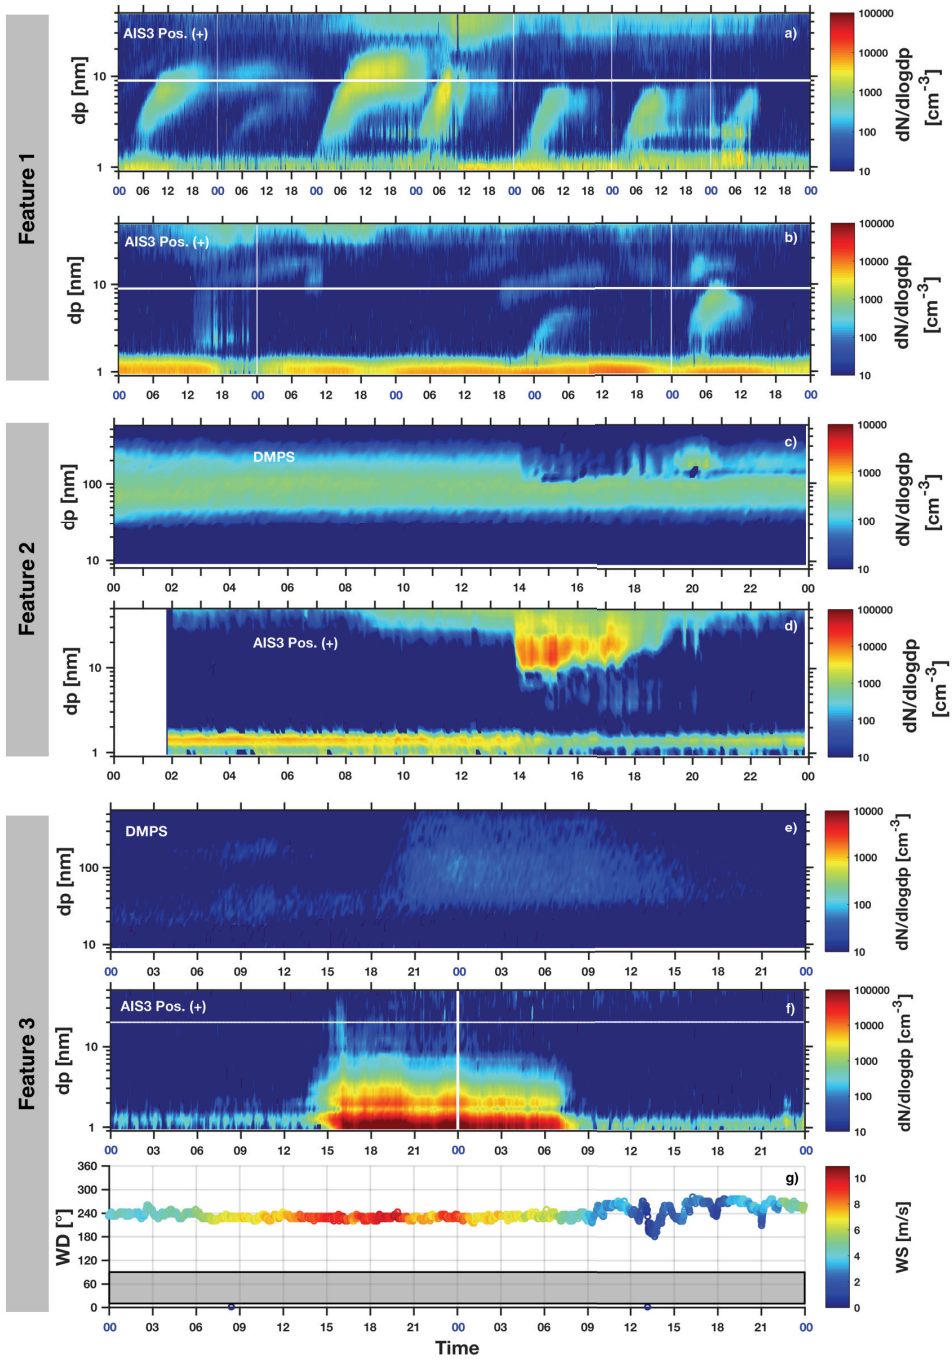 Feature 1
AIS3 Pos. (+)
a)
dp [nm]
10
1
00 06 12 18 00 06 12 18 00 06 12 18 00 06 12 18 00 06 12 18 00 06 12 18 00 06 12 18 00
100000
10000
1000
100
10
dN/dlogdp
[cm-3]
AIS3 Pos. (+)
b)
dp [nm]
10
1
00 06 12 18 00 06 12 18 00 06 12 18 00 06 12 18 00 06 12 18 00
100000
10000
1000
100
10
dN/dlogdp
[cm-3]
Feature 2
DMPS
c)
dp [nm]
100
10
00 02 04 06 08 10 12 14 16 18 20 22 00
10000
1000
100
10
dN/dlogdp
[cm-3]
AIS3 Pos. (+)
d)
dp [nm]
10
1
00 02 04 06 08 10 12 14 16 18 20 22 00
100000
10000
1000
100
10
dN/dlogdp
[cm-3]
Feature 3
DMPS
e)
dp [nm]
100
10
00 03 06 09 12 15 18 21 00 03 06 09 12 15 18 21 00
10000
1000
100
10
dN/dlogdp [cm-3]
AIS3 Pos. (+)
f)
dp [nm]
10
1
00 03 06 09 12 15 18 21 00 03 06 09 12 15 18 21 00
100000
10000
1000
100
10
dN/dlogdp [cm-3]
g)
WD [°]
360
300
240
180
120
60
0
00 03 06 09 12 15 18 21 00 03 06 09 12 15 18 21 00
Time
10
8
6
4
2
0
WS [m/s]